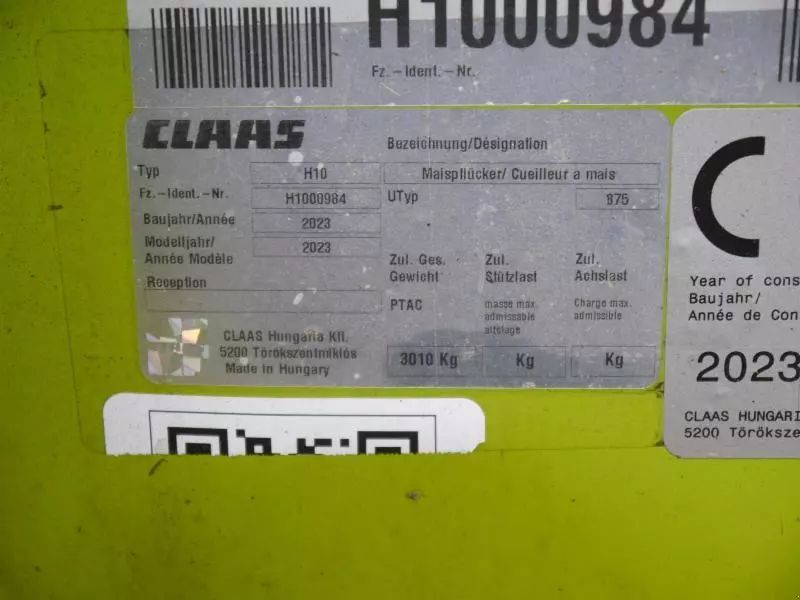 H1000984
Fz.-Ident.-Nr.
CLAAS
Bezeichnung/Désignation
Typ
H10
Maispflücker/ Cueilleur a mais
Fz.-Ident.-Nr.
H1000984
UTyp
875
Baujahr/Année
2023
Modelljahr/
Année Modèle
2023
Zul. Ges.
Gewicht
Zul.
Stützlast
Zul.
Achslast
Reception
PTAC
masse max.
admissable
attelage
Charge max.
admissable
CLAAS Hungaria Kft.
5200 Törökszentmiklós
Made in Hungary
3010 Kg
Kg
Kg
CE
Year of cons
Baujahr/
Année de Con
2023
CLAAS HUNGARI
5200 Töröksze